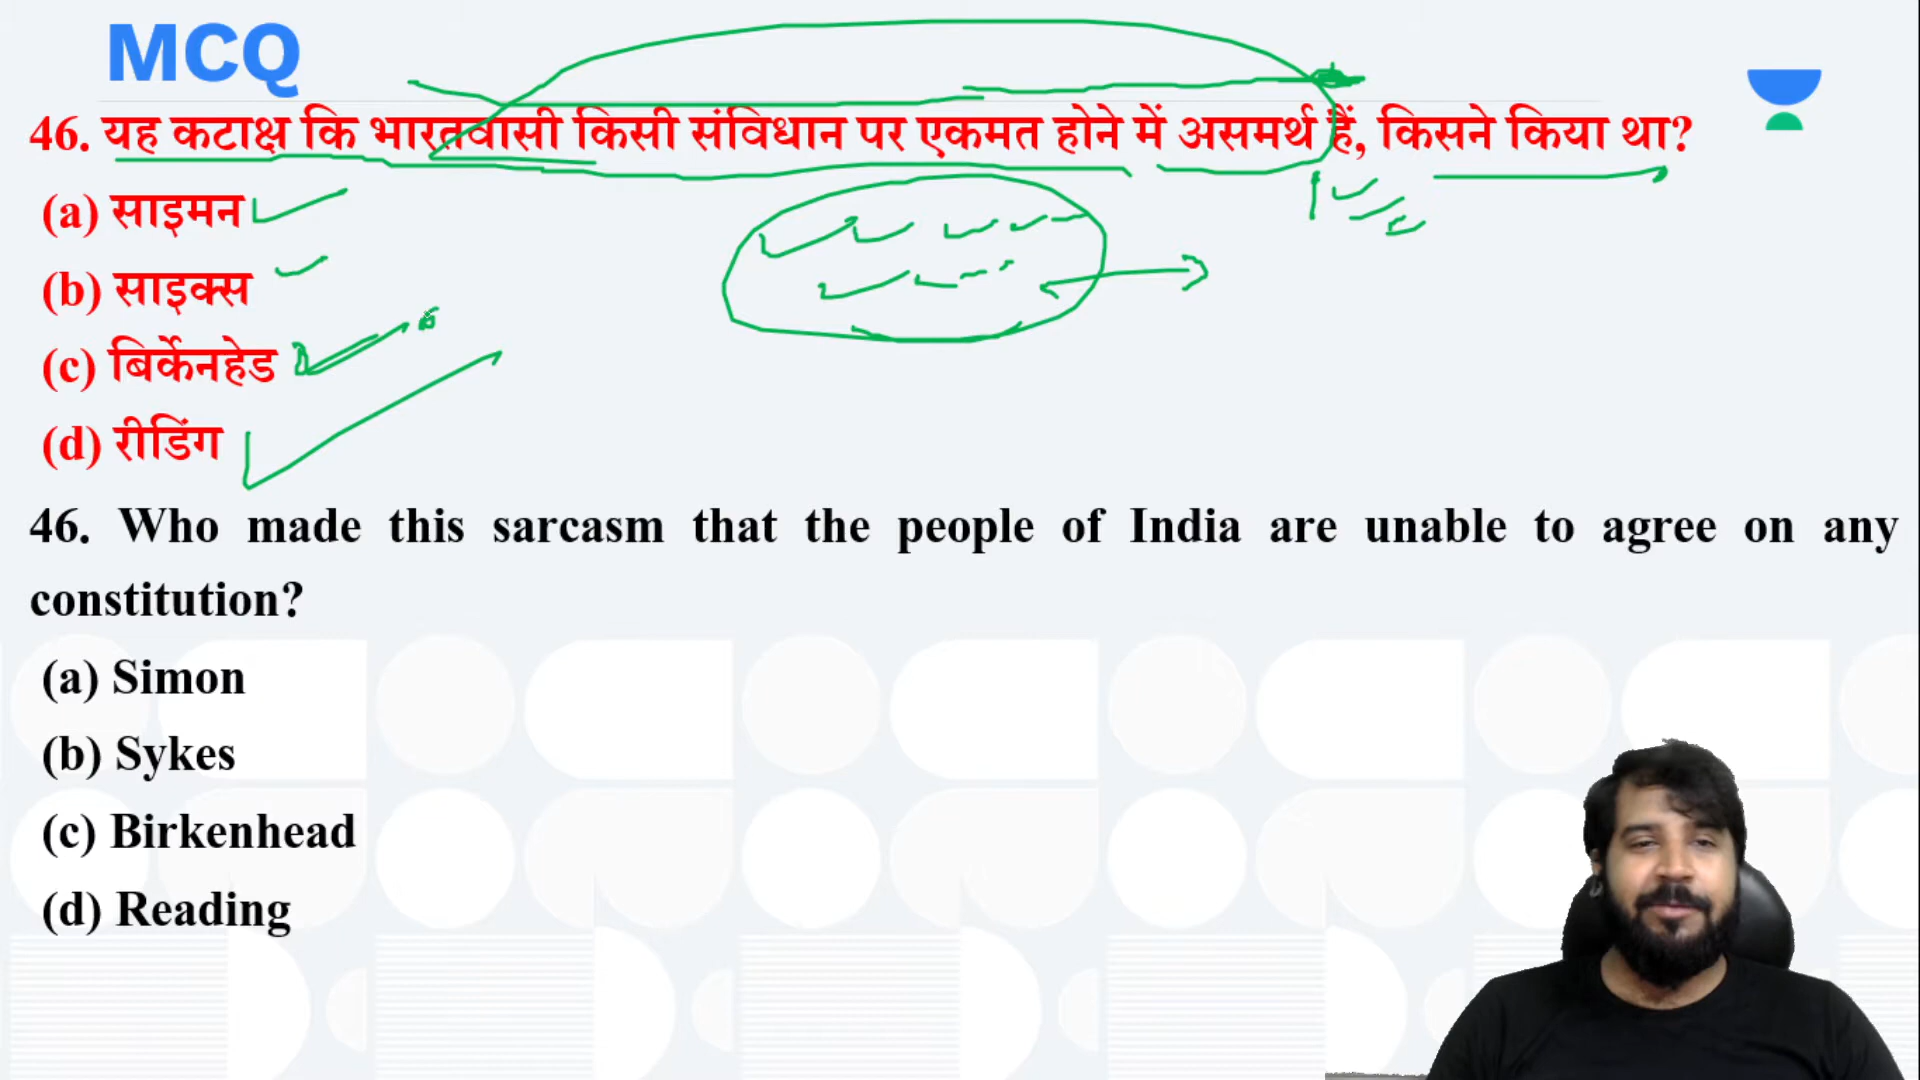 MCQ
46. यह कटाक्ष कि भारतवासी किसी संविधान पर एकमत होने में असमर्थ हैं, किसने किया था?
(a) साइमन
(b) साइक्स
(c) बिर्केनहेड
(d) रीडिंग
46. Who made this sarcasm that the people of India are unable to agree on any
constitution?
(a) Simon
(b) Sykes
(c) Birkenhead
(d) Reading